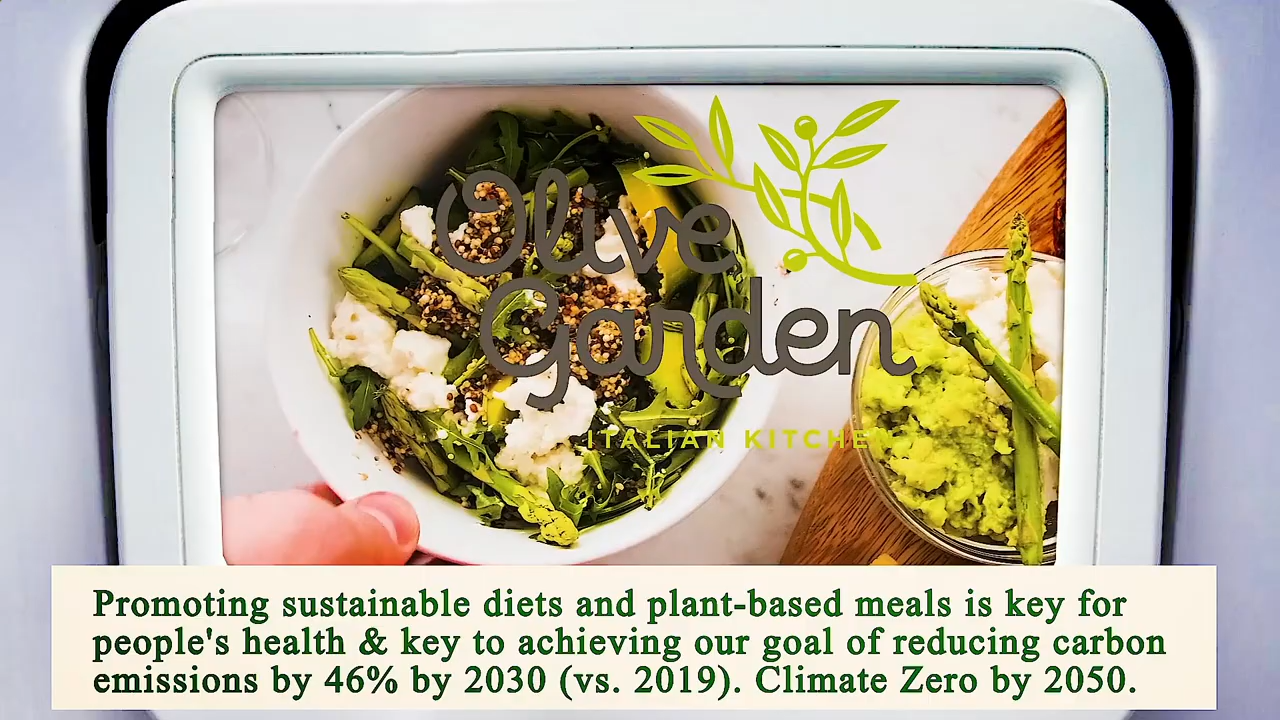 Olive
Garden
ITALIAN KITCHEN
Promoting sustainable diets and plant-based meals is key for
people's health & key to achieving our goal of reducing carbon
emissions by 46% by 2030 (vs. 2019). Climate Zero by 2050.